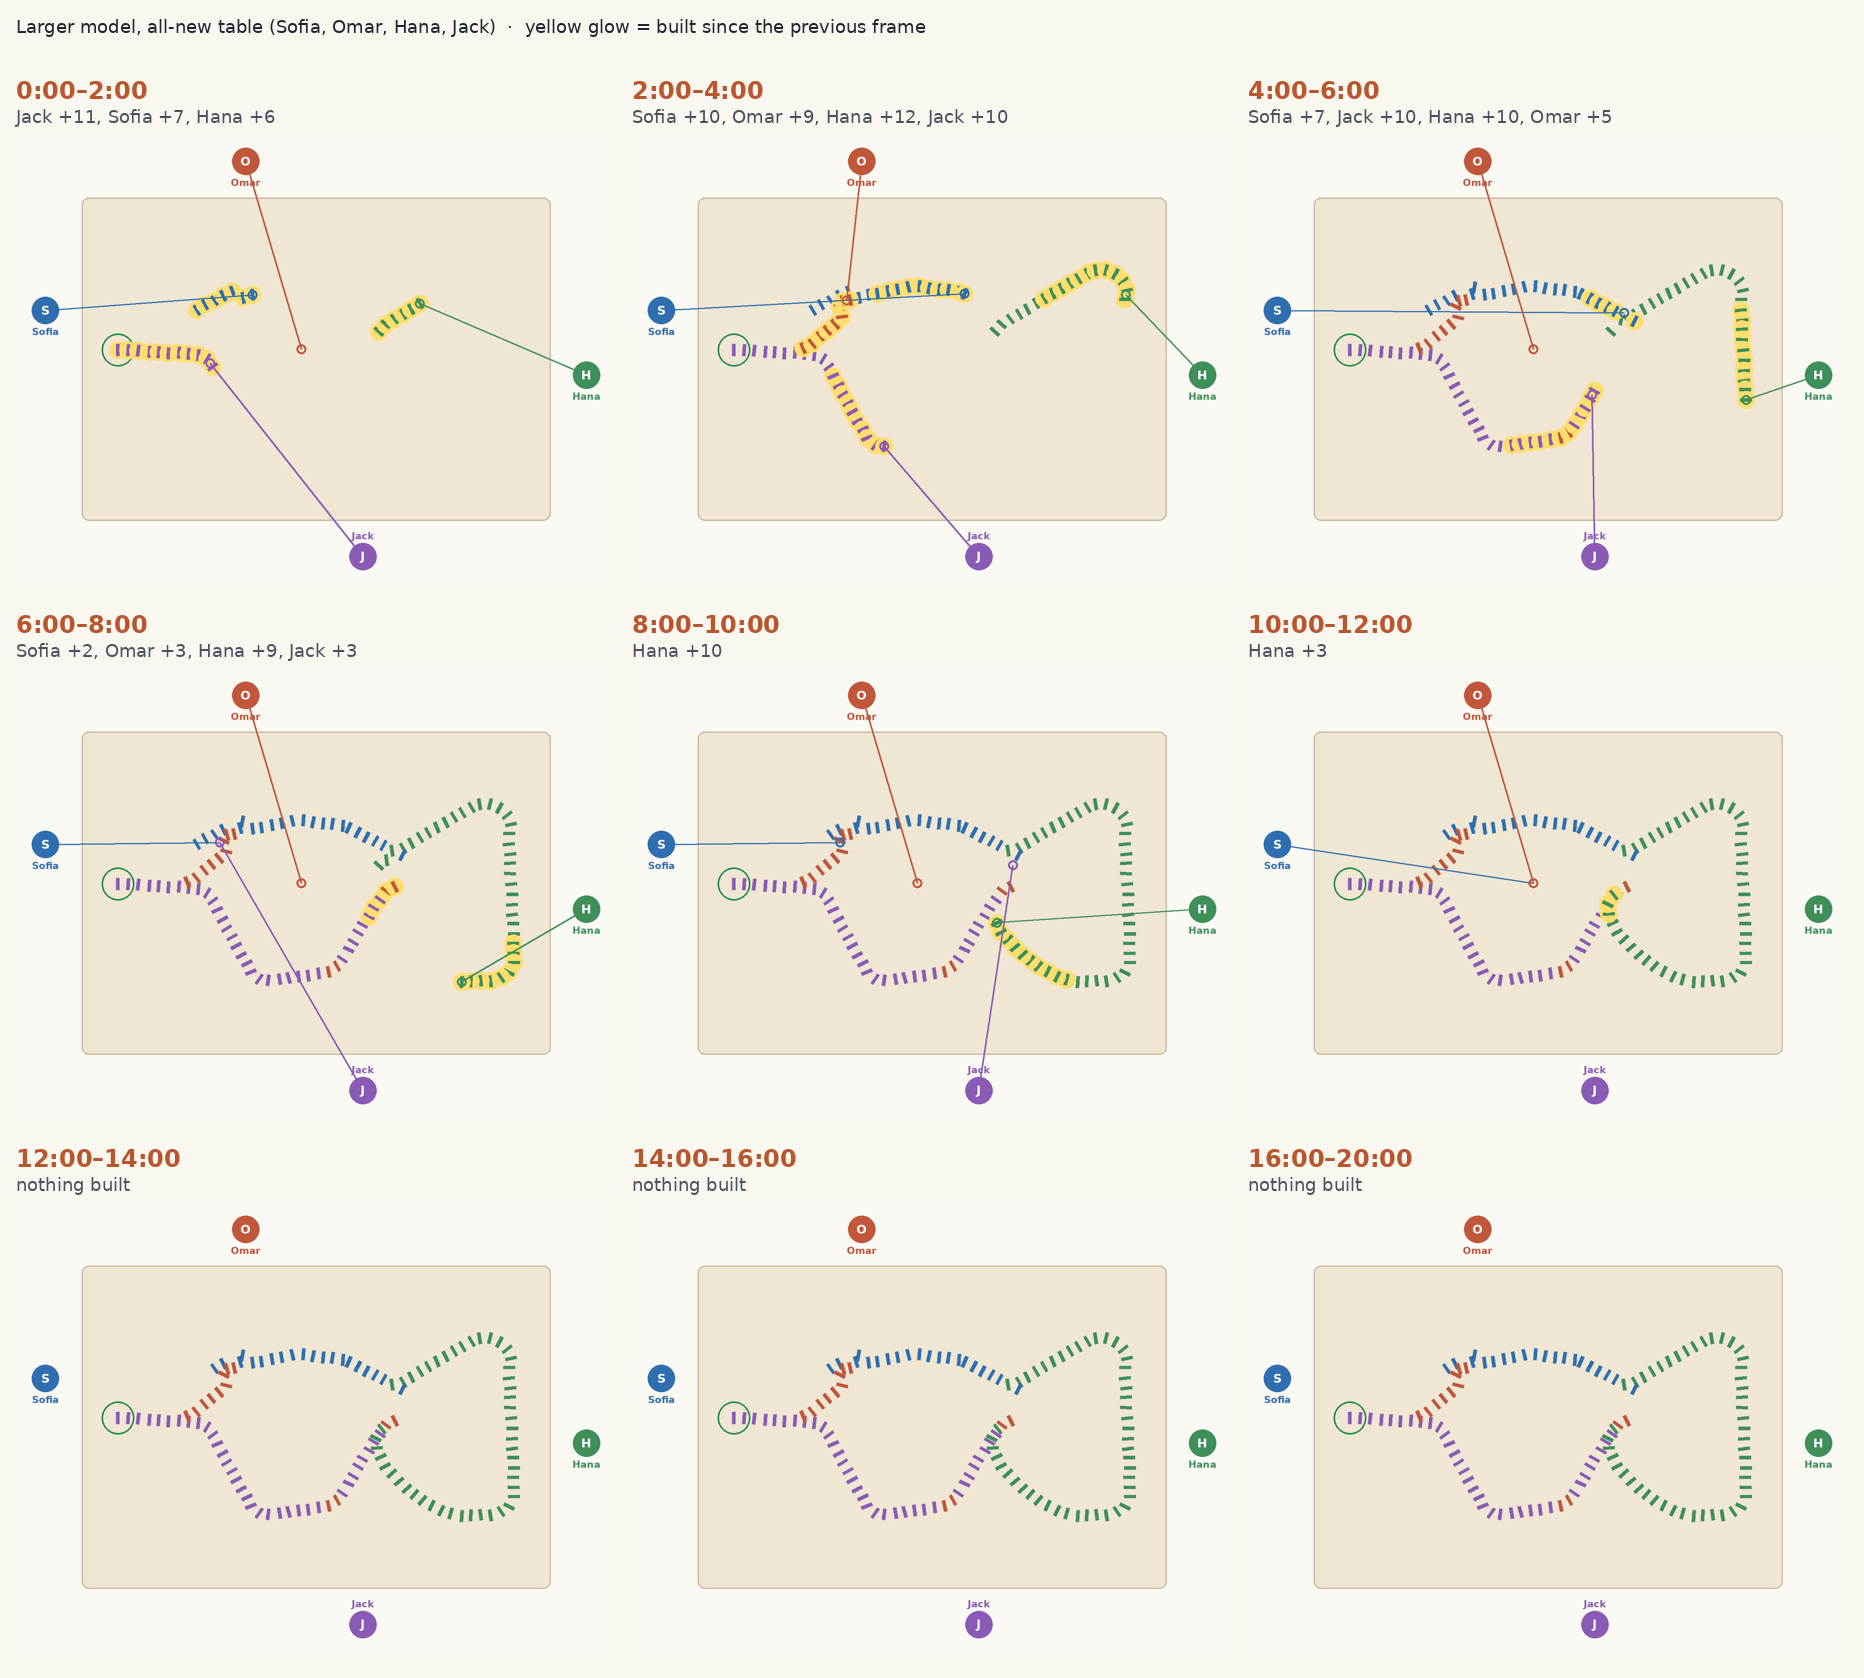 Larger model, all-new table (Sofia, Omar, Hana, Jack)  ·  yellow glow = built since the previous frame
0:00–2:00
Jack +11, Sofia +7, Hana +6
O
Omar
S
Sofia
H
Hana
Jack
J
2:00–4:00
Sofia +10, Omar +9, Hana +12, Jack +10
O
Omar
S
Sofia
H
Hana
Jack
J
4:00–6:00
Sofia +7, Jack +10, Hana +10, Omar +5
O
Omar
S
Sofia
H
Hana
Jack
J
6:00–8:00
Sofia +2, Omar +3, Hana +9, Jack +3
O
Omar
S
Sofia
H
Hana
Jack
J
8:00–10:00
Hana +10
O
Omar
S
Sofia
H
Hana
Jack
J
10:00–12:00
Hana +3
O
Omar
S
Sofia
H
Hana
Jack
J
12:00–14:00
nothing built
O
Omar
S
Sofia
H
Hana
Jack
J
14:00–16:00
nothing built
O
Omar
S
Sofia
H
Hana
Jack
J
16:00–20:00
nothing built
O
Omar
S
Sofia
H
Hana
Jack
J